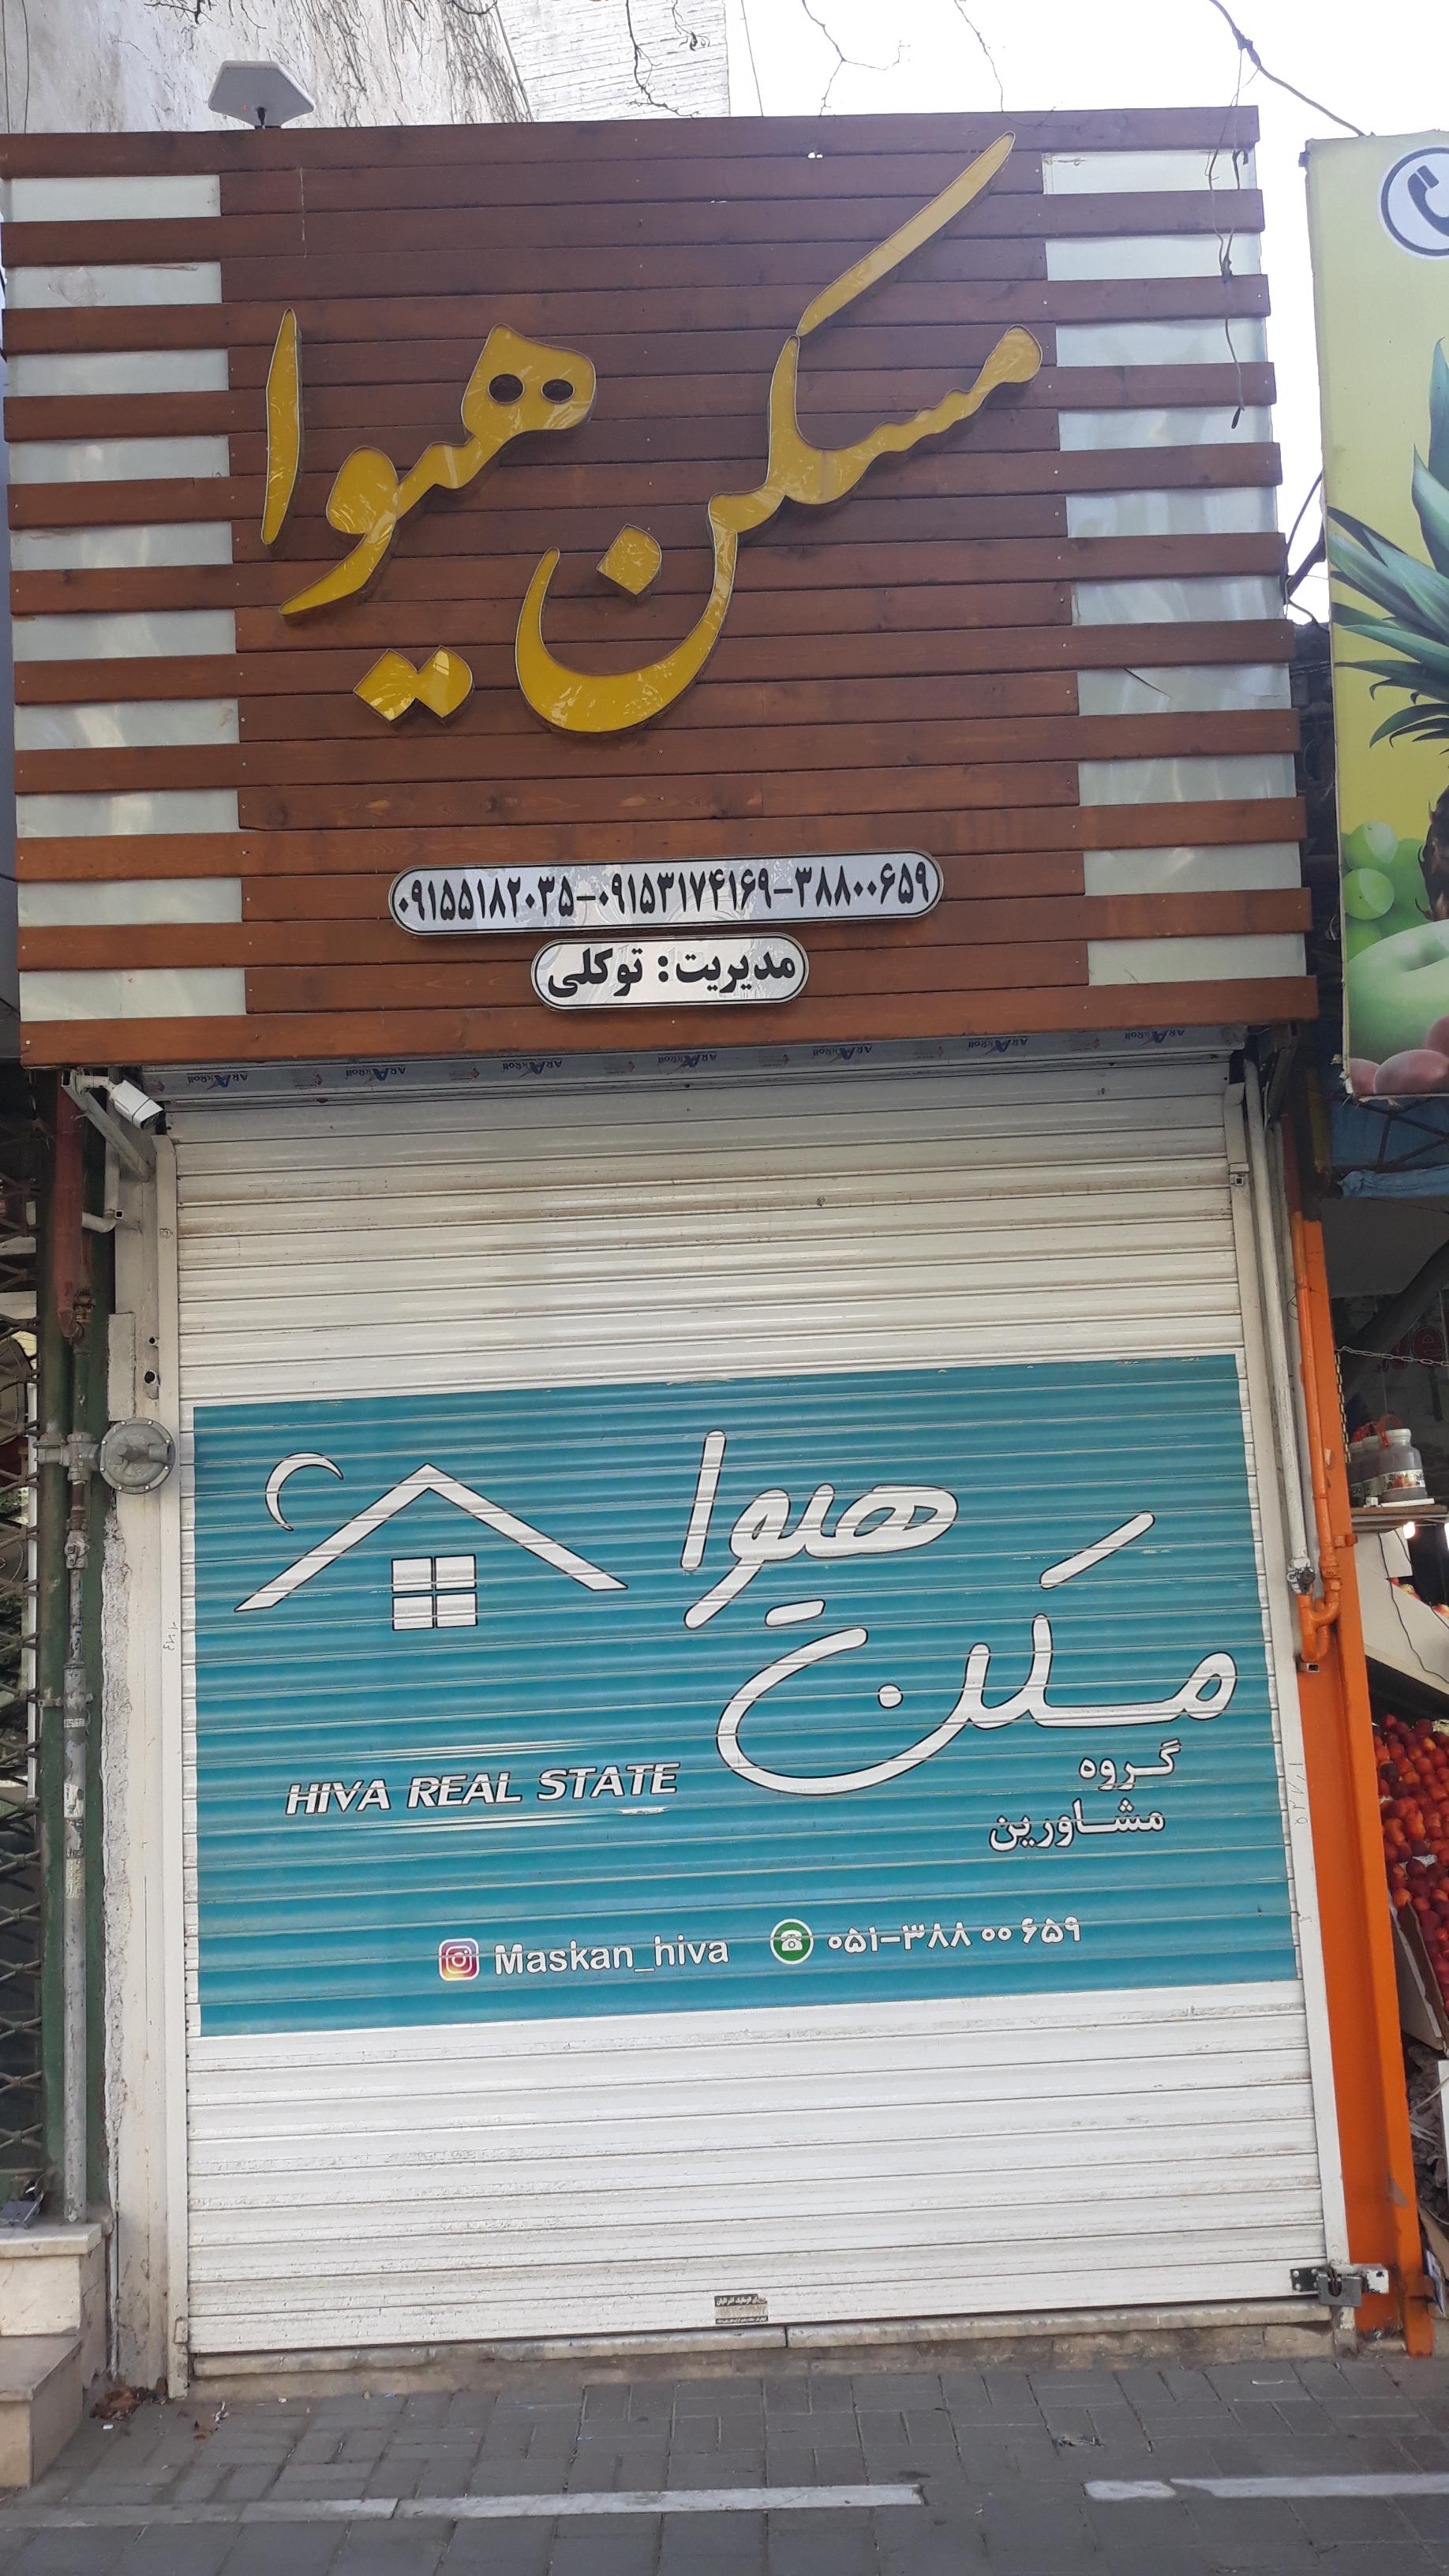 مسکن هیوا
۰۹۱۵۵۱۸۲۰۳۵-۰۹۱۵۳۱۷۴۱۶۹-۳۸۸۰۰۶۵۹
مدیریت: توکلی
هیوا
مسکن
گروه
مشاورین
HIVA REAL STATE
Maskan_hiva
۰۵۱-۳۸۸ ۰۰ ۶۵۹